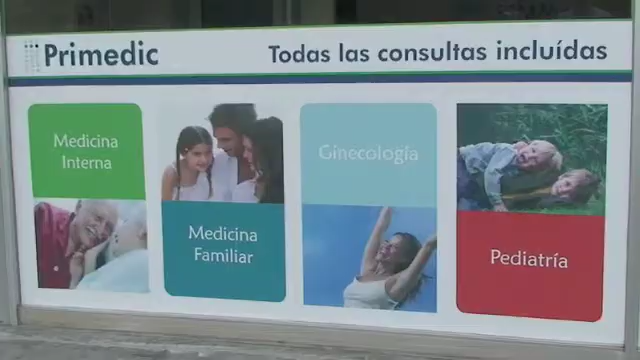 Primedic
Todas las consultas incluídas
Medicina
Interna
Medicina
Familiar
Ginecología
Pediatría